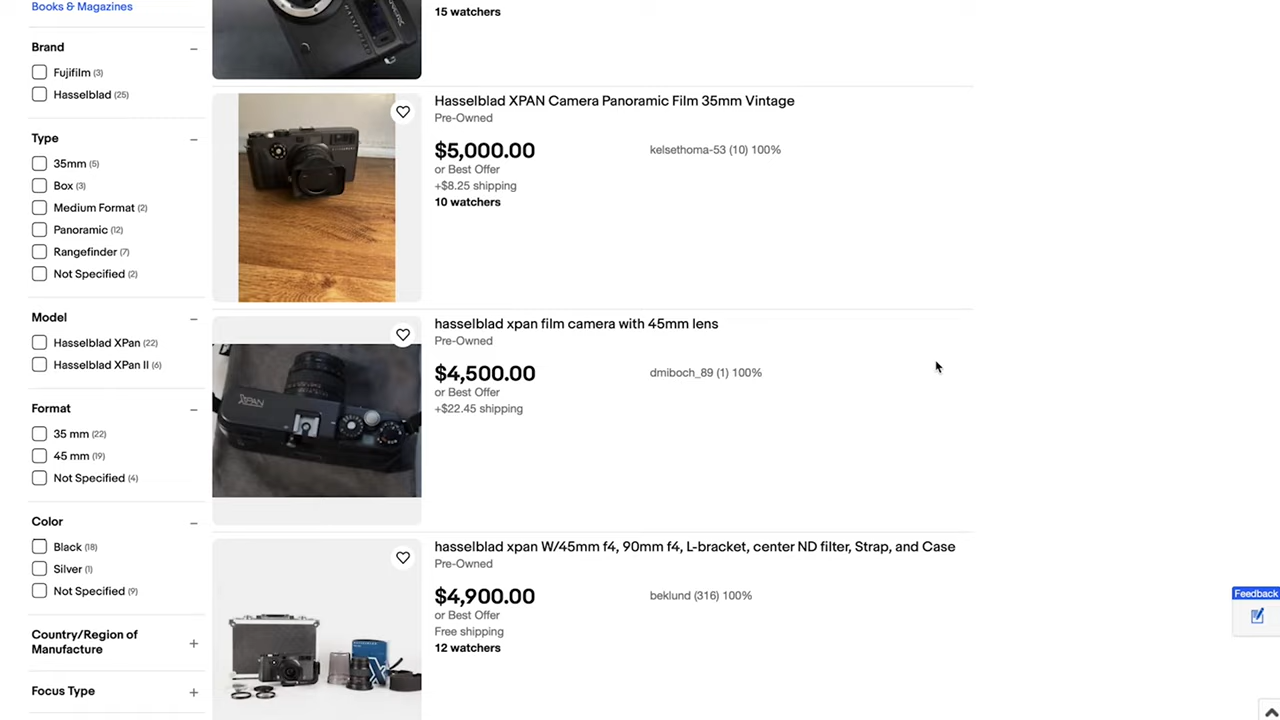 Books & Magazines
Brand
Fujifilm (3)
Hasselblad (25)
Type
35mm (5)
Box (3)
Medium Format (2)
Panoramic (12)
Rangefinder (7)
Not Specified (2)
Model
Hasselblad XPan (22)
Hasselblad XPan II (6)
Format
35 mm (22)
45 mm (19)
Not Specified (4)
Color
Black (18)
Silver (1)
Not Specified (9)
Country/Region of
Manufacture
Focus Type
15 watchers
Hasselblad XPAN Camera Panoramic Film 35mm Vintage
Pre-Owned
$5,000.00
kelsethoma-53 (10) 100%
or Best Offer
+$8.25 shipping
10 watchers
hasselblad xpan film camera with 45mm lens
Pre-Owned
$4,500.00
dmiboch_89 (1) 100%
or Best Offer
+$22.45 shipping
XPAN
hasselblad xpan W/45mm f4, 90mm f4, L-bracket, center ND filter, Strap, and Case
Pre-Owned
$4,900.00
beklund (316) 100%
or Best Offer
Free shipping
12 watchers
Feedback